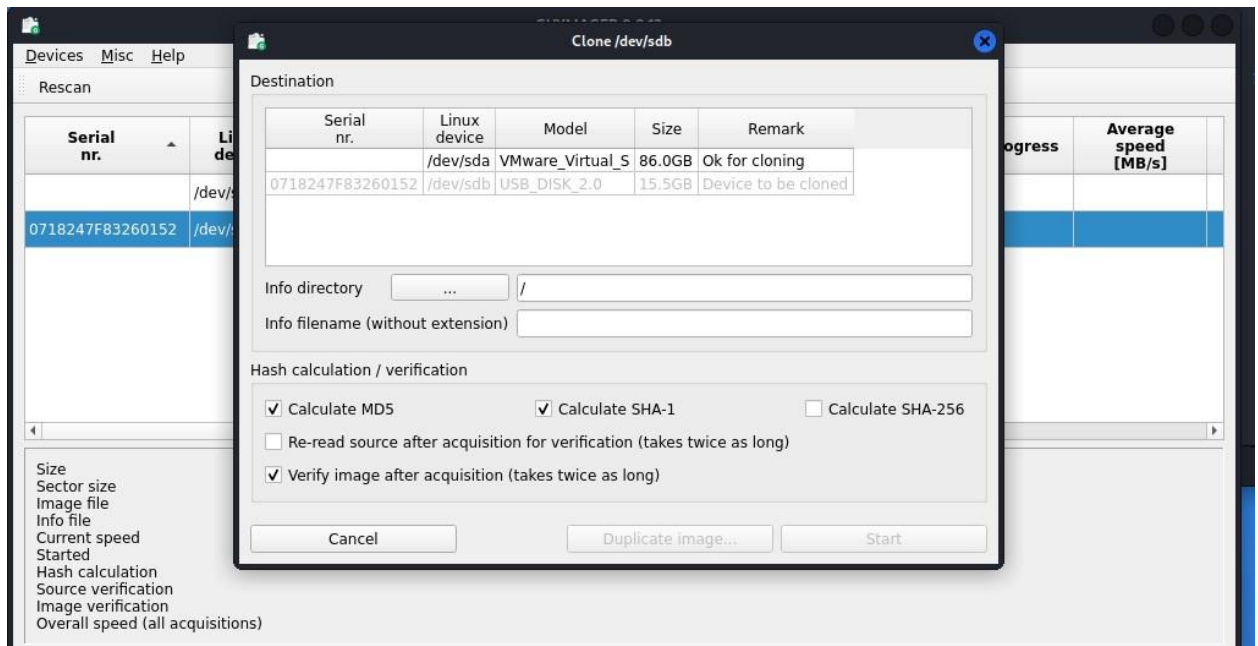 Clone /dev/sdb
Devices Misc Help
Rescan
Serial nr.
ogress
Average speed [MB/s]
0718247F83260152
Destination
Serial nr. Linux device Model Size Remark
/dev/sda VMware_Virtual_S 86.0GB Ok for cloning
0718247F83260152 /dev/sdb USB_DISK_2.0 15.5GB Device to be cloned
Info directory ... /
Info filename (without extension)
Hash calculation / verification
Calculate MD5 Calculate SHA-1 Calculate SHA-256
Re-read source after acquisition for verification (takes twice as long)
Verify image after acquisition (takes twice as long)
Cancel Duplicate image... Start
Size
Sector size
Image file
Info file
Current speed
Started
Hash calculation
Source verification
Image verification
Overall speed (all acquisitions)